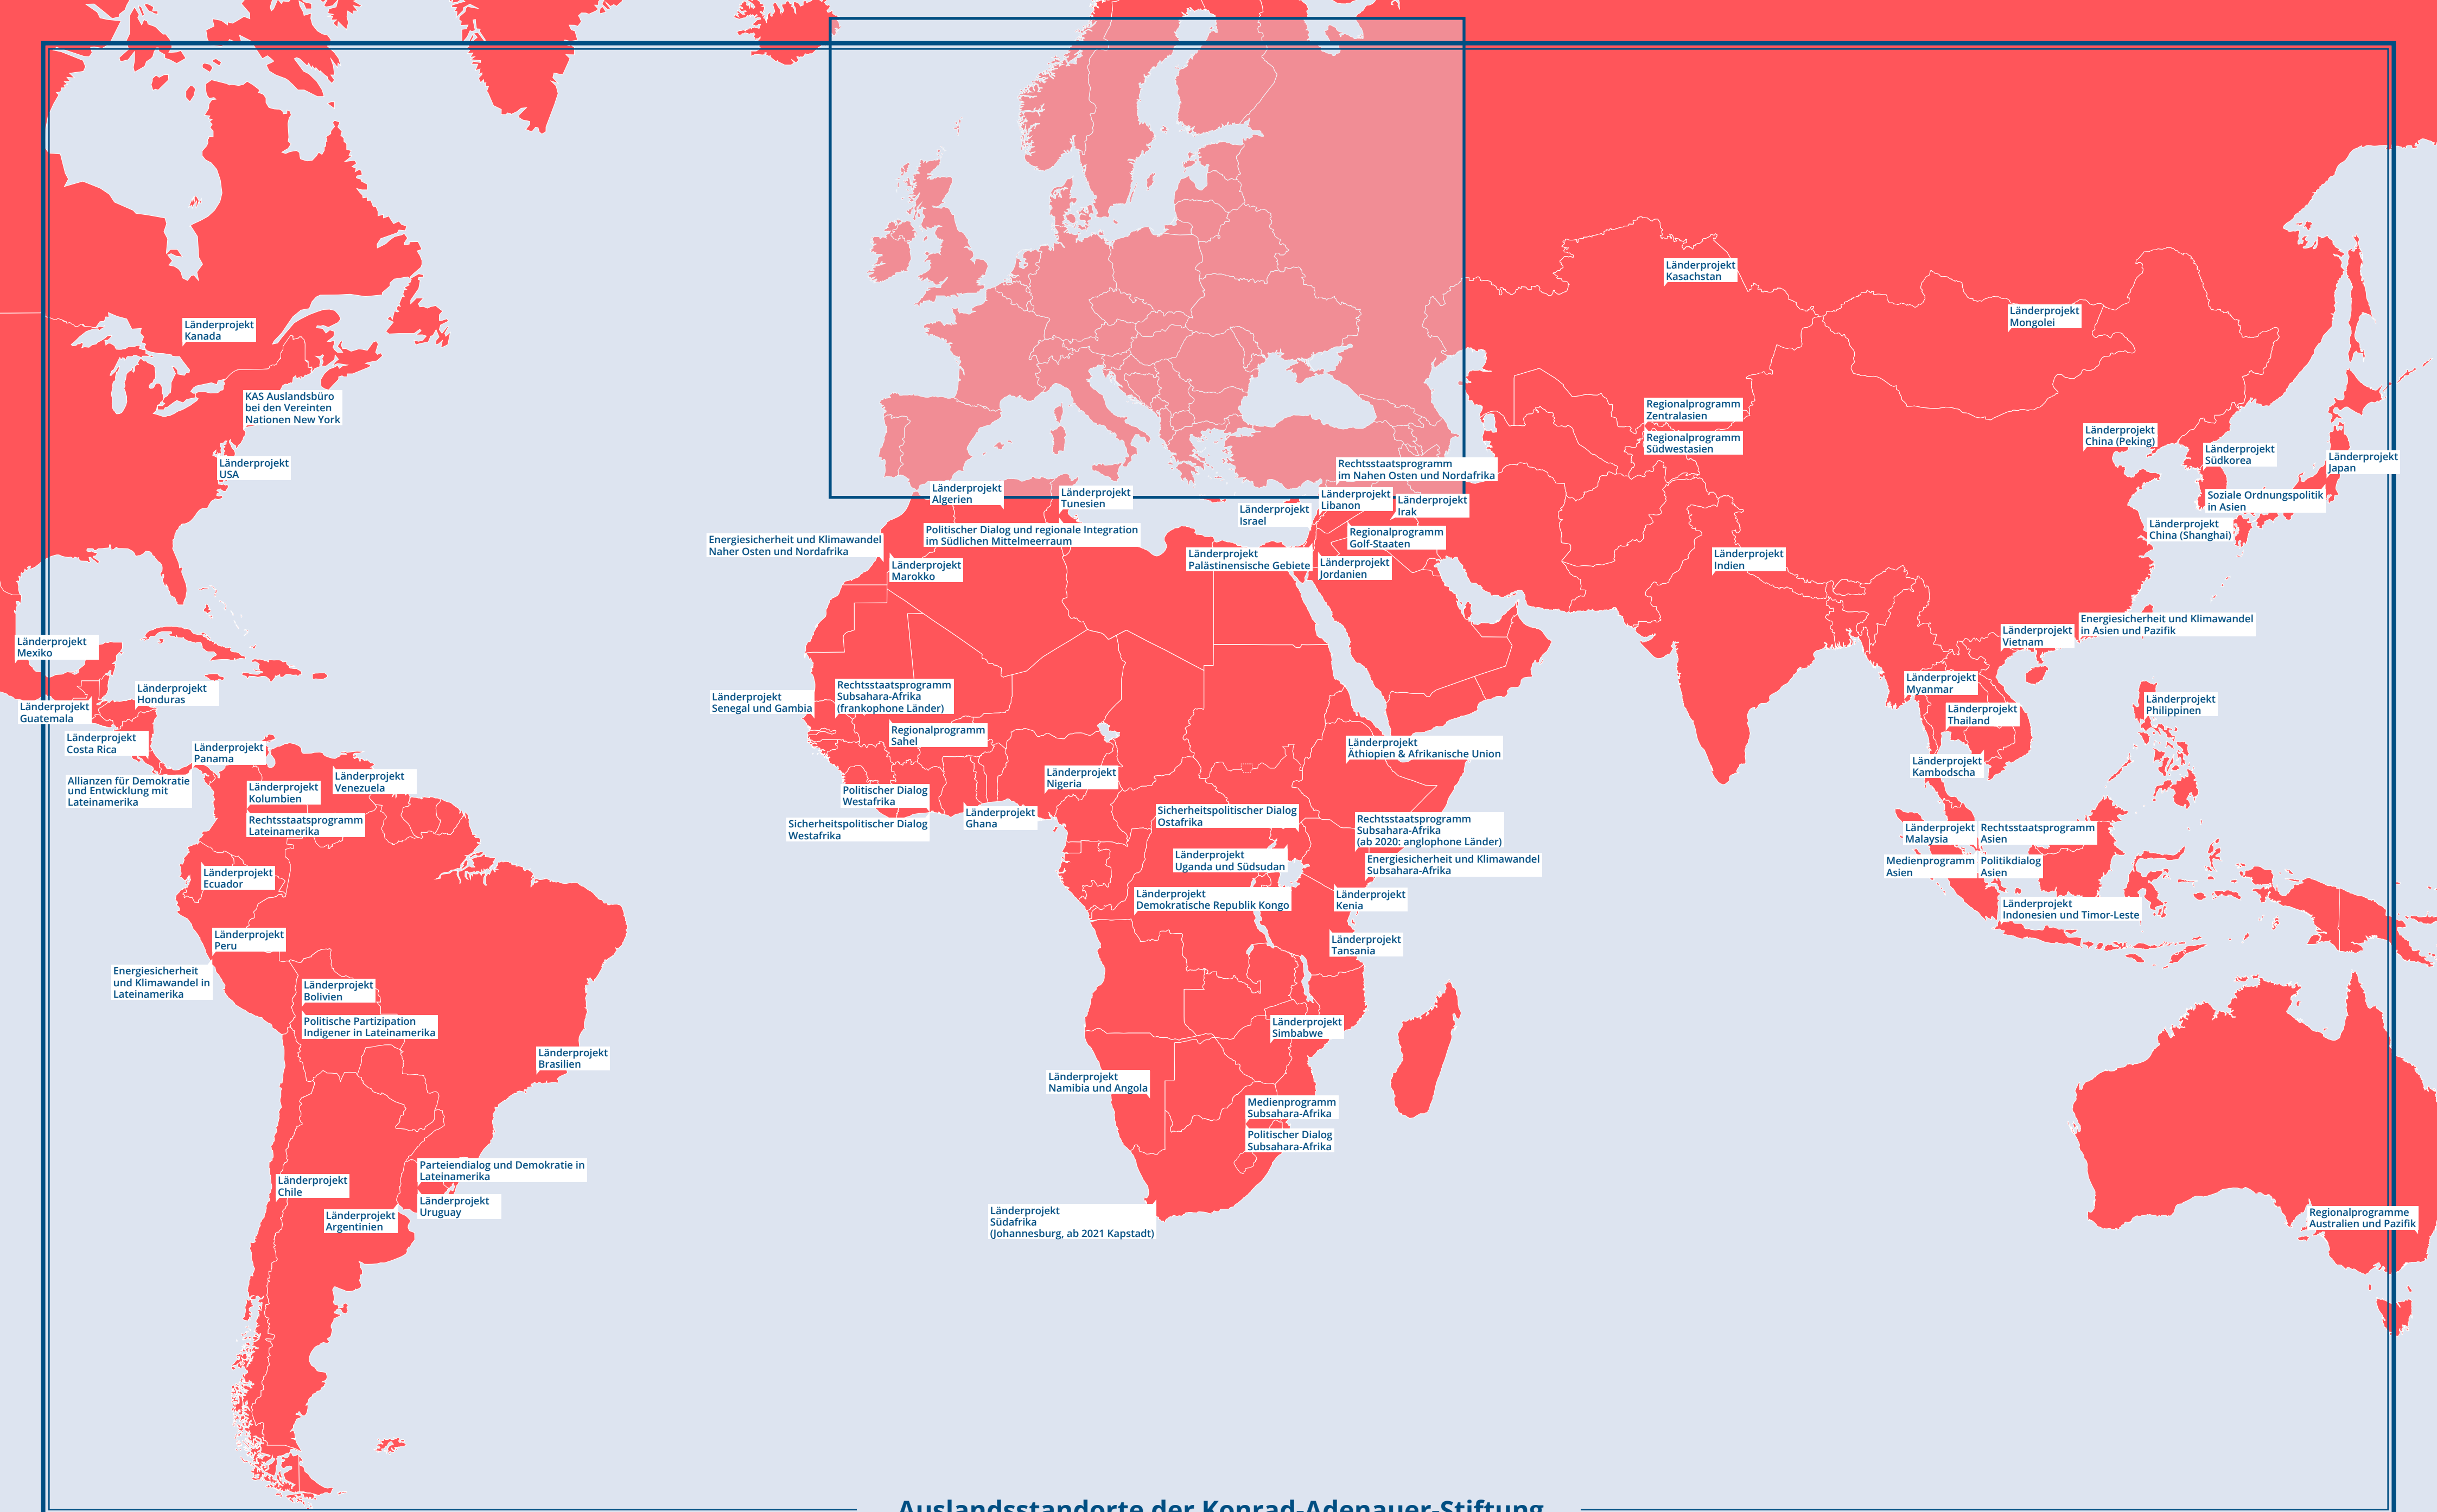 Länderprojekt
Kanada
KAS Auslandsbüro
bei den Vereinten
Nationen New York
Länderprojekt
USA
Länderprojekt
Mexiko
Länderprojekt
Honduras
Länderprojekt
Guatemala
Länderprojekt
Costa Rica
Länderprojekt
Panama
Allianzen für Demokratie
und Entwicklung mit
Lateinamerika
Länderprojekt
Venezuela
Länderprojekt
Kolumbien
Rechtsstaatsprogramm
Lateinamerika
Länderprojekt
Ecuador
Länderprojekt
Peru
Energiesicherheit
und Klimawandel in
Lateinamerika
Länderprojekt
Bolivien
Politische Partizipation
Indigener in Lateinamerika
Länderprojekt
Brasilien
Parteiendialog und Demokratie in
Lateinamerika
Länderprojekt
Chile
Länderprojekt
Uruguay
Länderprojekt
Argentinien
Rechtsstaatsprogramm
im Nahen Osten und Nordafrika
Länderprojekt
Algerien
Länderprojekt
Tunesien
Länderprojekt
Libanon
Länderprojekt
Irak
Länderprojekt
Israel
Politischer Dialog und regionale Integration
im Südlichen Mittelmeerraum
Regionalprogramm
Golf-Staaten
Energiesicherheit und Klimawandel
Naher Osten und Nordafrika
Länderprojekt
Palästinensische Gebiete
Länderprojekt
Jordanien
Länderprojekt
Marokko
Länderprojekt
Senegal und Gambia
Rechtsstaatsprogramm
Subsahara-Afrika
(frankophone Länder)
Regionalprogramm
Sahel
Länderprojekt
Äthiopien & Afrikanische Union
Länderprojekt
Nigeria
Politischer Dialog
Westafrika
Länderprojekt
Ghana
Sicherheitspolitischer Dialog
Westafrika
Sicherheitspolitischer Dialog
Ostafrika
Rechtsstaatsprogramm
Subsahara-Afrika
(ab 2020: anglophone Länder)
Länderprojekt
Uganda und Südsudan
Energiesicherheit und Klimawandel
Subsahara-Afrika
Länderprojekt
Demokratische Republik Kongo
Länderprojekt
Kenia
Länderprojekt
Tansania
Länderprojekt
Simbabwe
Länderprojekt
Namibia und Angola
Medienprogramm
Subsahara-Afrika
Politischer Dialog
Subsahara-Afrika
Länderprojekt
Südafrika
(Johannesburg, ab 2021 Kapstadt)
Länderprojekt
Kasachstan
Länderprojekt
Mongolei
Regionalprogramm
Zentralasien
Regionalprogramm
Südwestasien
Länderprojekt
China (Peking)
Länderprojekt
Südkorea
Länderprojekt
Japan
Soziale Ordnungspolitik
in Asien
Länderprojekt
China (Shanghai)
Länderprojekt
Indien
Energiesicherheit und Klimawandel
in Asien und Pazifik
Länderprojekt
Vietnam
Länderprojekt
Myanmar
Länderprojekt
Philippinen
Länderprojekt
Thailand
Länderprojekt
Kambodscha
Länderprojekt
Malaysia
Rechtsstaatsprogramm
Asien
Medienprogramm
Asien
Politikdialog
Asien
Länderprojekt
Indonesien und Timor-Leste
Regionalprogramme
Australien und Pazifik
Auslandsstandorte der Konrad-Adenauer-Stiftung